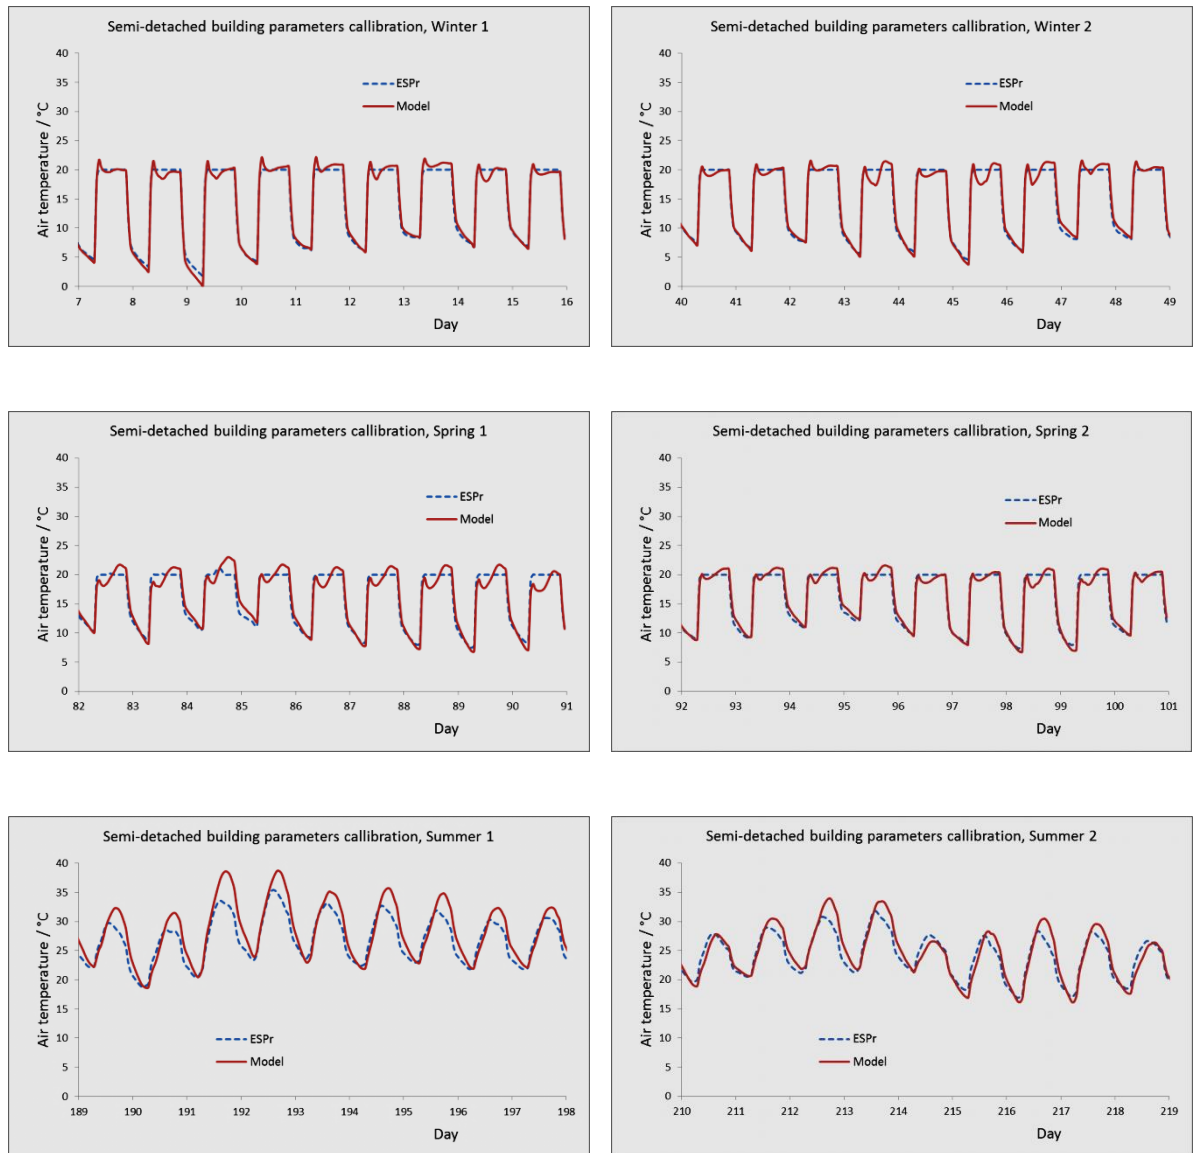 Semi-detached building parameters callibration, Winter 1
40
35
30
25
20
15
10
5
0
Air temperature / °C
ESPr
Model
7 8 9 10 11 12 13 14 15 16
Day
Semi-detached building parameters callibration, Winter 2
40
35
30
25
20
15
10
5
0
Air temperature / °C
ESPr
Model
40 41 42 43 44 45 46 47 48 49
Day
Semi-detached building parameters callibration, Spring 1
40
35
30
25
20
15
10
5
0
Air temperature / °C
ESPr
Model
82 83 84 85 86 87 88 89 90 91
Day
Semi-detached building parameters callibration, Spring 2
40
35
30
25
20
15
10
5
0
Air temperature / °C
ESPr
Model
92 93 94 95 96 97 98 99 100 101
Day
Semi-detached building parameters callibration, Summer 1
40
35
30
25
20
15
10
5
0
Air temperature / °C
ESPr
Model
189 190 191 192 193 194 195 196 197 198
Day
Semi-detached building parameters callibration, Summer 2
40
35
30
25
20
15
10
5
0
Air temperature / °C
ESPr
Model
210 211 212 213 214 215 216 217 218 219
Day